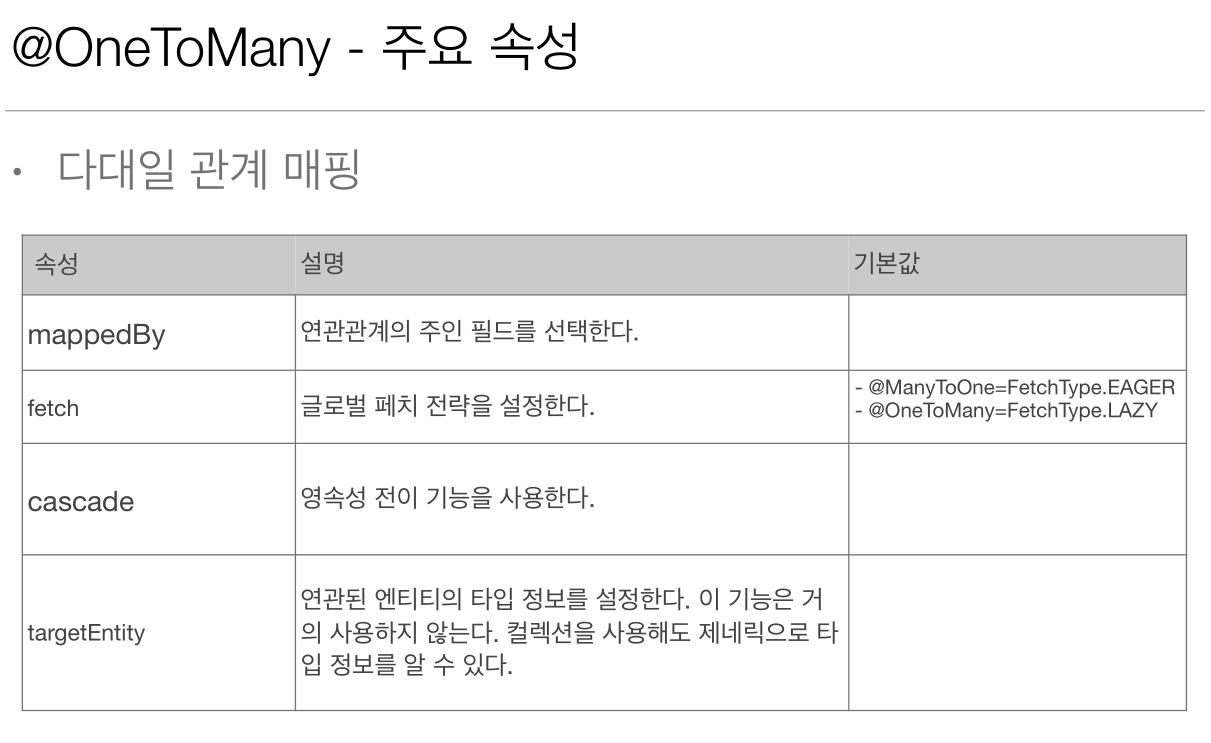 @OneToMany - 주요 속성
• 다대일 관계 매핑
속성 설명 기본값
mappedBy 연관관계의 주인 필드를 선택한다.
fetch 글로벌 페치 전략을 설정한다.
- @ManyToOne=FetchType.EAGER
- @OneToMany=FetchType.LAZY
cascade 영속성 전이 기능을 사용한다.
targetEntity
연관된 엔티티의 타입 정보를 설정한다. 이 기능은 거
의 사용하지 않는다. 컬렉션을 사용해도 제네릭으로 타
입 정보를 알 수 있다.